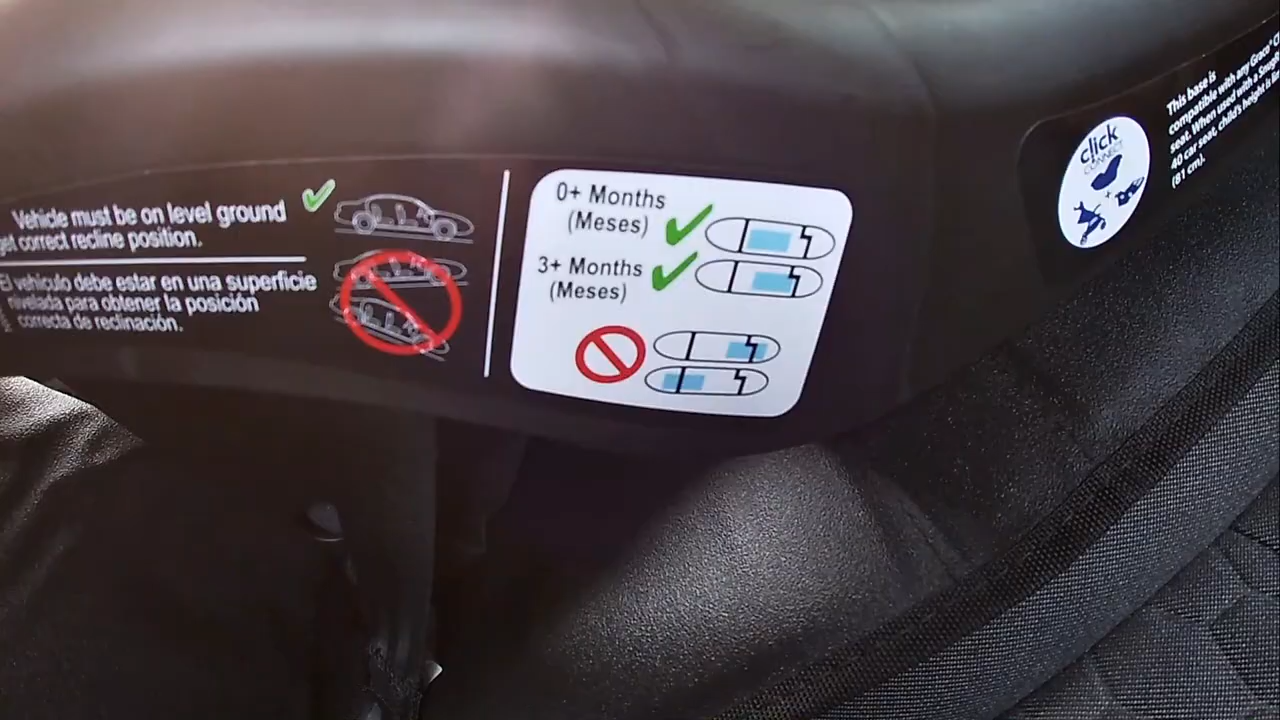 Vehicle must be on level ground
get correct recline position.
El vehículo debe estar en una superficie
nivelada para obtener la posición
correcta de reclinación.
0+ Months
(Meses)
3+ Months
(Meses)
click
CONNECT
This base is
compatible with any Graco®
seat. When used with a
40 car seat, child's height is
(81 cm).